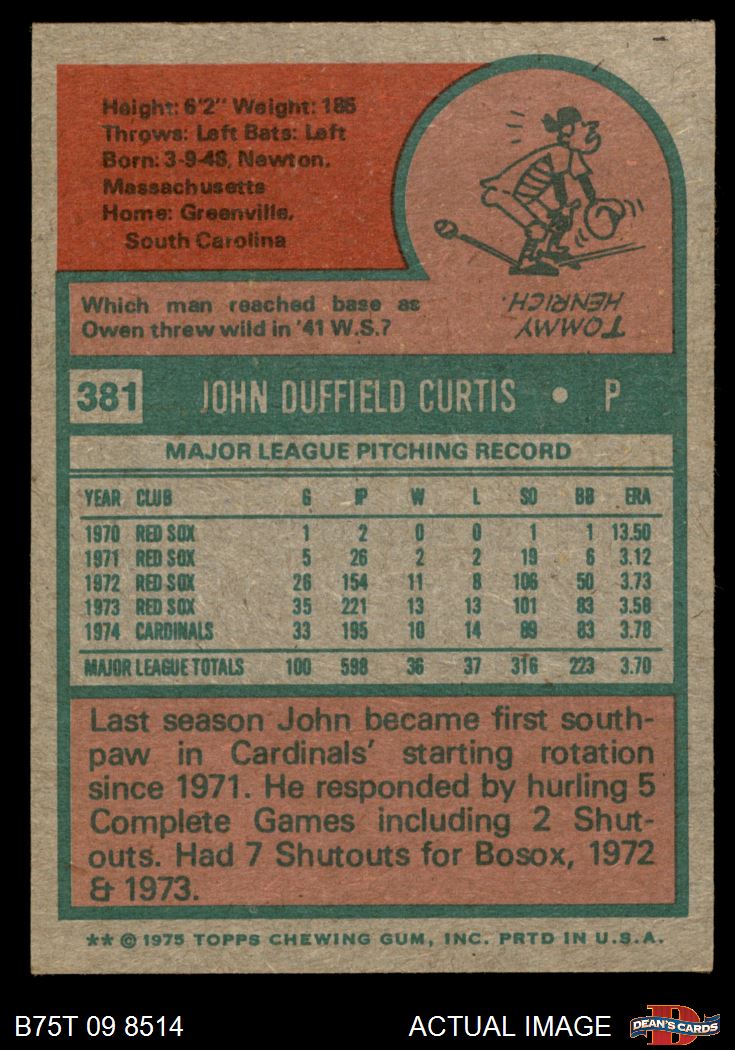 Height: 6'2" Weight: 185
Throws: Left Bats: Left
Born: 3-9-48, Newton,
Massachusetts
Home: Greenville,
South Carolina
Which man reached base as
Owen threw wild in '41 W.S.?
TOMMY
HENRICH.
381 JOHN DUFFIELD CURTIS • P
MAJOR LEAGUE PITCHING RECORD
YEAR CLUB G IP W L SO BB ERA
1970 RED SOX 1 2 0 0 1 1 13.50
1971 RED SOX 5 26 2 2 19 6 3.12
1972 RED SOX 26 154 11 8 106 50 3.73
1973 RED SOX 35 221 13 13 101 83 3.58
1974 CARDINALS 33 195 10 14 89 83 3.78
MAJOR LEAGUE TOTALS 100 598 36 37 316 223 3.70
Last season John became first south-
paw in Cardinals' starting rotation
since 1971. He responded by hurling 5
Complete Games including 2 Shut-
outs. Had 7 Shutouts for Bosox, 1972
& 1973.
** © 1975 TOPPS CHEWING GUM, INC. PRTD IN U.S.A.
B75T 09 8514 ACTUAL IMAGE DEAN'S CARDS